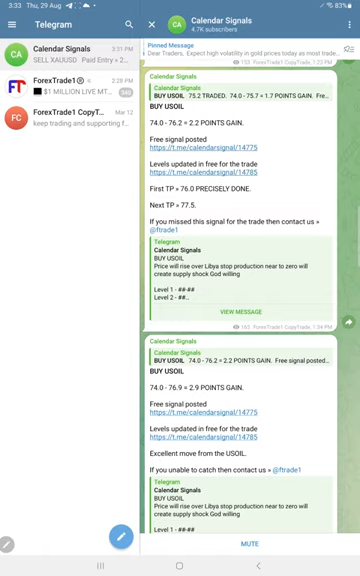 3:33 Thu, 29 Aug
83%
Telegram
Calendar Signals
4.7K subscribers
CA
Calendar Signals
3:31 PM
SELL XAUUSD Paid Entry » 2...
ForexTrade1
2:28 PM
$1 MILLION LIVE MT...
FC
ForexTrade1 CopyT...
Mar 12
keep trading and supporting f...
Pinned Message
Dear Traders, Expect high volatility in gold prices today as most trade...
153 ForexTrade1 CopyTrade, 1:23 PM
Calendar Signals
Calendar Signals
BUY USOIL 75.2 TRADED. 74.0 - 75.7 = 1.7 POINTS GAIN. Free...
BUY USOIL
74.0 - 76.2 = 2.2 POINTS GAIN.
Free signal posted
https://t.me/calendarsignal/14775
Levels updated in free for the trade
https://t.me/calendarsignal/14785
First TP » 76.0 PRECISELY DONE.
Next TP » 77.5.
If you missed this signal for the trade then contact us »
@ftrade1
Telegram
Calendar Signals
BUY USOIL
Price will rise over Libya stop production near to zero will
create supply shock God willing
Level 1 - ##-##
Level 2 - ##..
VIEW MESSAGE
163 ForexTrade1 CopyTrade, 1:34 PM
Calendar Signals
Calendar Signals
BUY USOIL 74.0 - 76.2 = 2.2 POINTS GAIN. Free signal posted...
BUY USOIL
74.0 - 76.9 = 2.9 POINTS GAIN.
Free signal posted
https://t.me/calendarsignal/14775
Levels updated in free for the trade
https://t.me/calendarsignal/14785
Excellent move from the USOIL.
If you unable to catch then contact us » @ftrade1
Telegram
Calendar Signals
BUY USOIL
Price will rise over Libya stop production near to zero will
create supply shock God willing
Level 1 - ##-##
MUTE